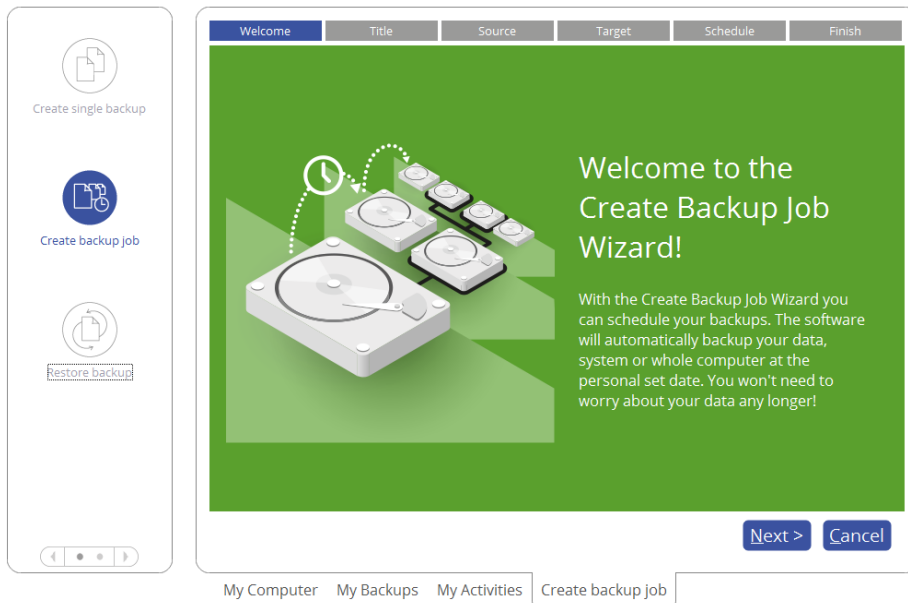 Welcome
Title
Source
Target
Schedule
Finish
Create single backup
Create backup job
Restore backup
Welcome to the
Create Backup Job
Wizard!
With the Create Backup Job Wizard you
can schedule your backups. The software
will automatically backup your data,
system or whole computer at the
personal set date. You won't need to
worry about your data any longer!
Next >
Cancel
My Computer
My Backups
My Activities
Create backup job